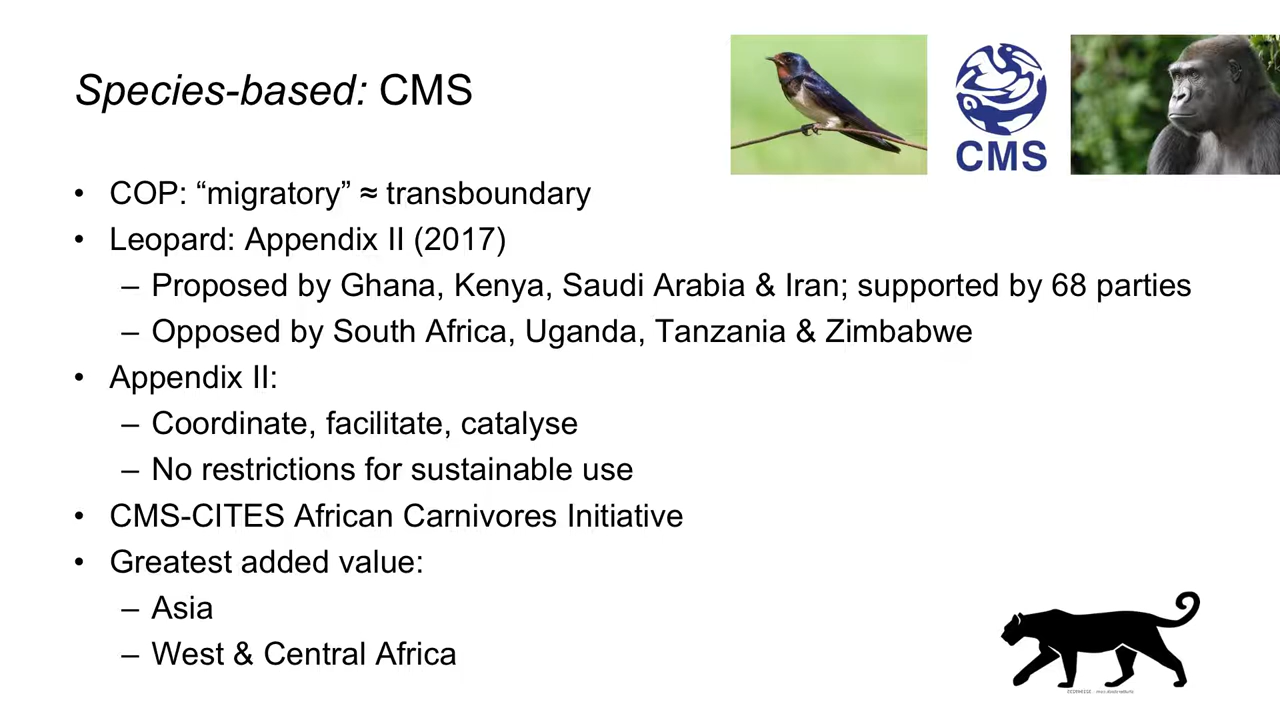 Species-based: CMS
CMS
• COP: “migratory” ≈ transboundary
• Leopard: Appendix II (2017)
– Proposed by Ghana, Kenya, Saudi Arabia & Iran; supported by 68 parties
– Opposed by South Africa, Uganda, Tanzania & Zimbabwe
• Appendix II:
– Coordinate, facilitate, catalyse
– No restrictions for sustainable use
• CMS-CITES African Carnivores Initiative
• Greatest added value:
– Asia
– West & Central Africa